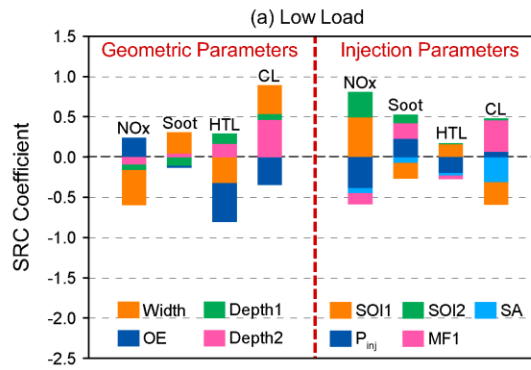 (a) Low Load
Geometric Parameters
Injection Parameters
SRC Coefficient
1.5
1.0
0.5
0.0
-0.5
-1.0
-1.5
-2.0
-2.5
NOx
Soot
HTL
CL
NOx
Soot
HTL
CL
Width
Depth1
OE
Depth2
SOI1
SOI2
SA
Pinj
MF1